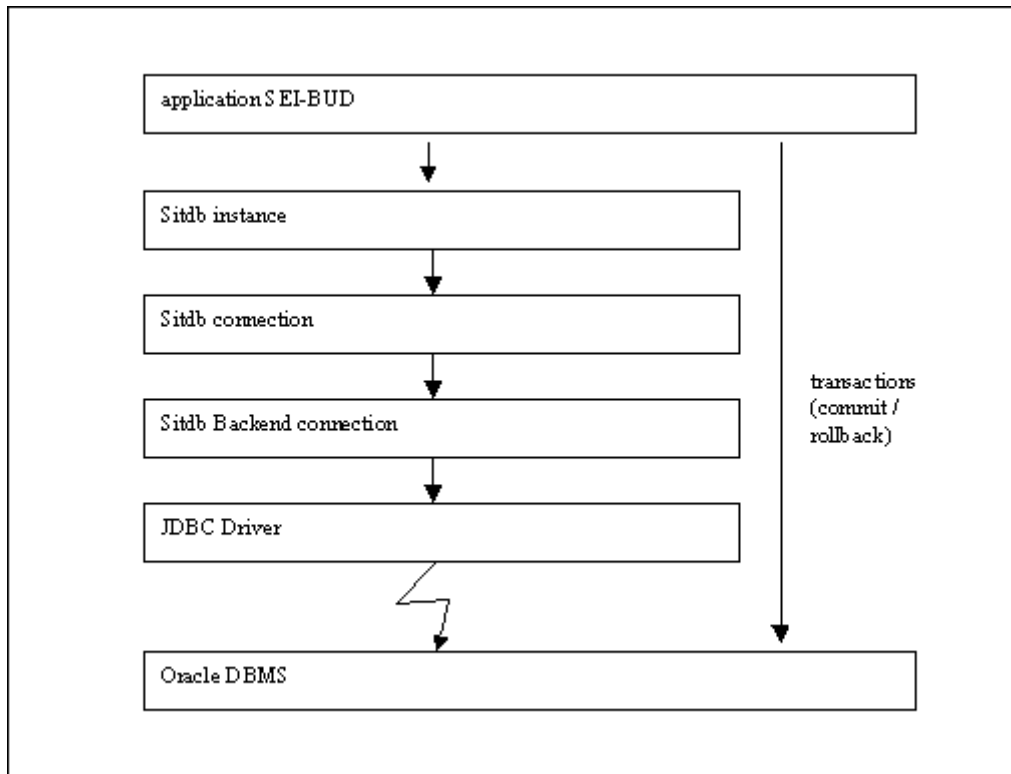 application SEI-BUD
Sitdb instance
Sitdb connection
Sitdb Backend connection
transactions
(commit /
rollback)
JDBC Driver
Oracle DBMS